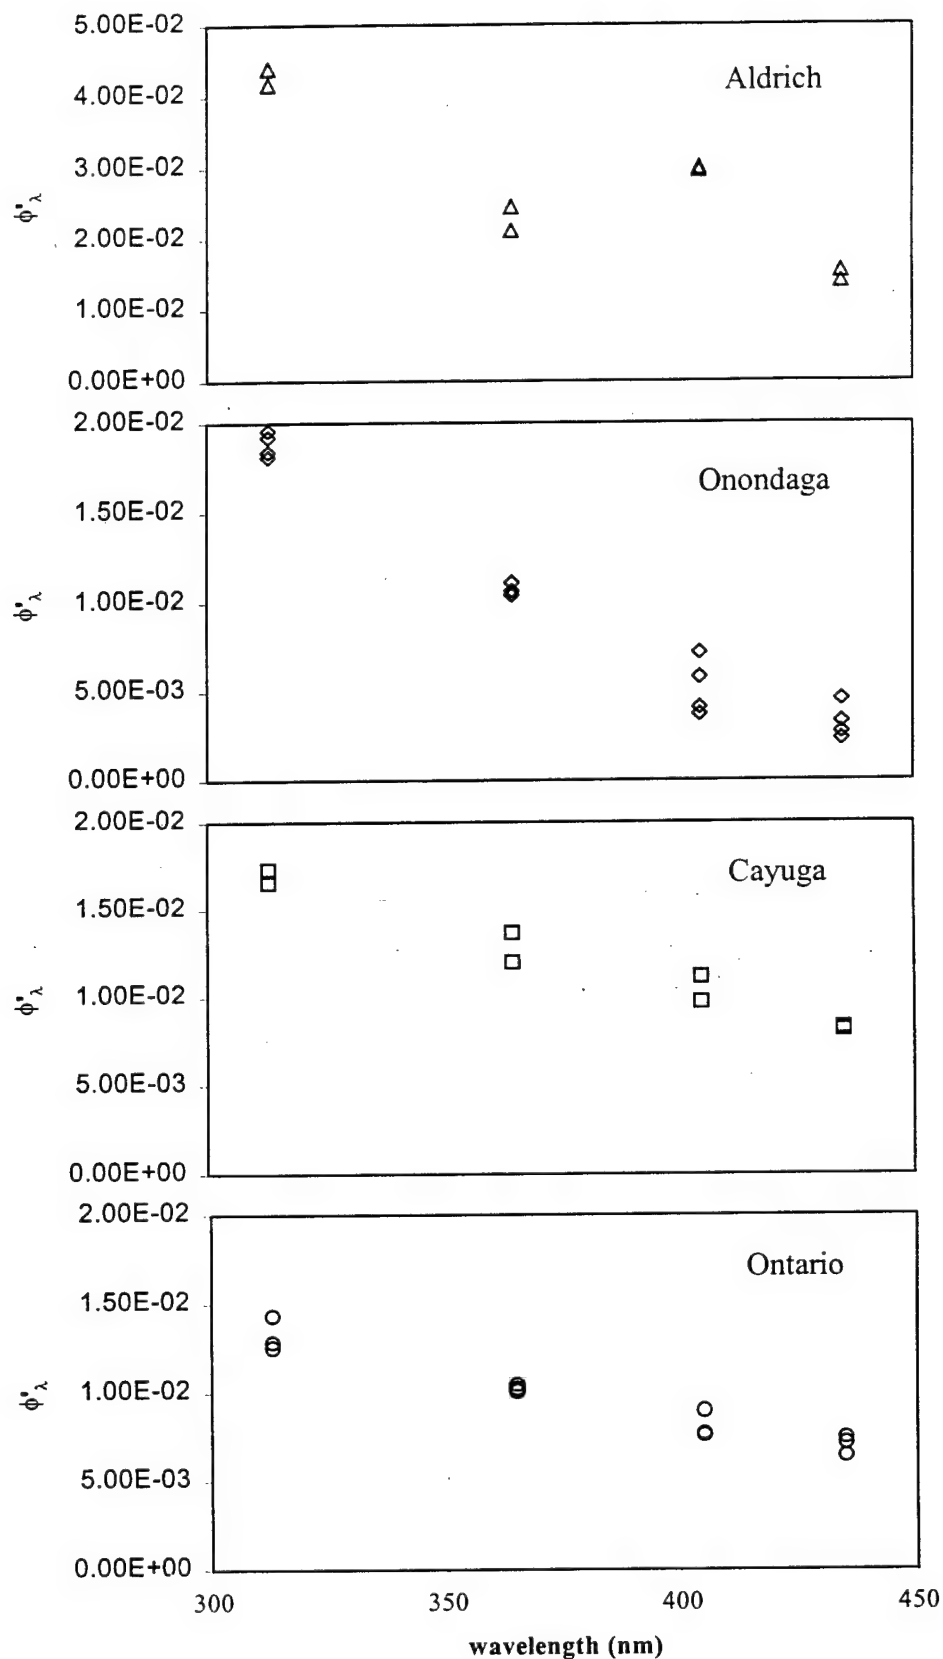 5.00E-02
Aldrich
4.00E-02
3.00E-02
ϕ'λ
2.00E-02
1.00E-02
0.00E+00
2.00E-02
Onondaga
1.50E-02
ϕ'λ
1.00E-02
5.00E-03
0.00E+00
2.00E-02
Cayuga
1.50E-02
ϕ'λ
1.00E-02
5.00E-03
0.00E+00
2.00E-02
Ontario
1.50E-02
ϕ'λ
1.00E-02
5.00E-03
0.00E+00
300 350 400 450
wavelength (nm)